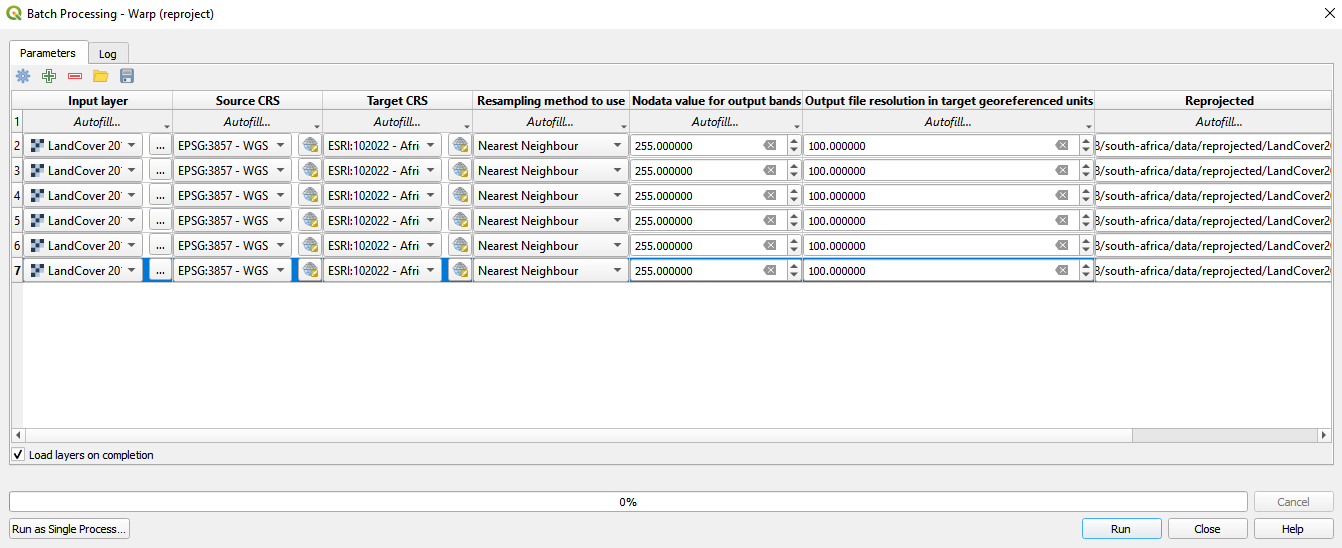 Batch Processing - Warp (reproject)
Parameters
Log
Input layer Source CRS Target CRS Resampling method to use Nodata value for output bands Output file resolution in target georeferenced units Reprojected
1 Autofill... Autofill... Autofill... Autofill... Autofill... Autofill... Autofill...
2 LandCover 20 ... EPSG:3857 - WGS ESRI:102022 - Afri Nearest Neighbour 255.000000 100.000000 /south-africa/data/reprojected/LandCover2
3 LandCover 20 ... EPSG:3857 - WGS ESRI:102022 - Afri Nearest Neighbour 255.000000 100.000000 /south-africa/data/reprojected/LandCover2
4 LandCover 20 ... EPSG:3857 - WGS ESRI:102022 - Afri Nearest Neighbour 255.000000 100.000000 /south-africa/data/reprojected/LandCover2
5 LandCover 20 ... EPSG:3857 - WGS ESRI:102022 - Afri Nearest Neighbour 255.000000 100.000000 /south-africa/data/reprojected/LandCover2
6 LandCover 20 ... EPSG:3857 - WGS ESRI:102022 - Afri Nearest Neighbour 255.000000 100.000000 /south-africa/data/reprojected/LandCover2
7 LandCover 20 ... EPSG:3857 - WGS ESRI:102022 - Afri Nearest Neighbour 255.000000 100.000000 /south-africa/data/reprojected/LandCover2
Load layers on completion
0%
Cancel
Run as Single Process... Run Close Help